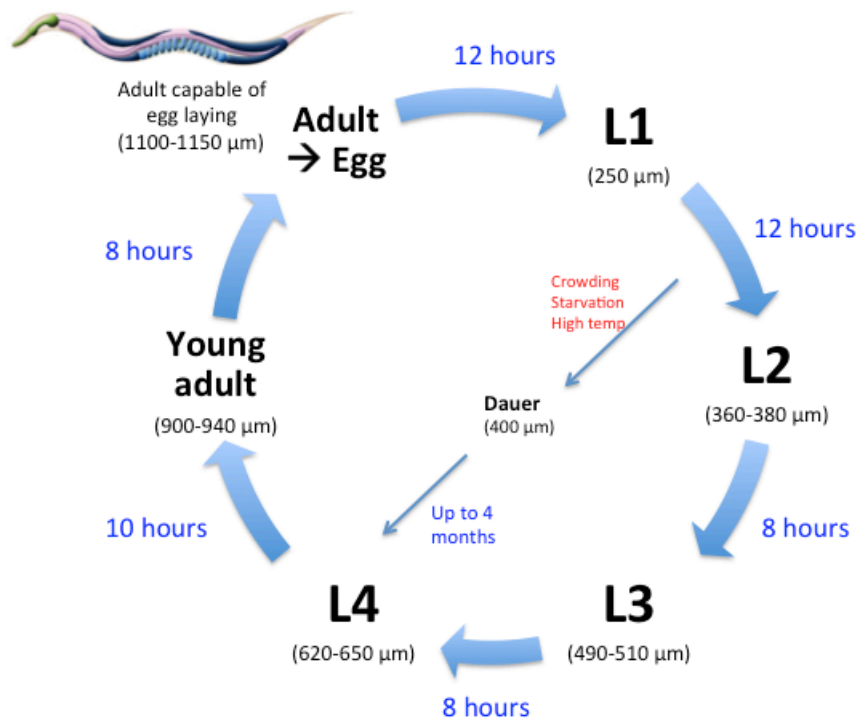 Adult capable of
egg laying
(1100-1150 µm)
Adult
→ Egg
12 hours
L1
(250 µm)
12 hours
L2
(360-380 µm)
8 hours
L3
(490-510 µm)
8 hours
L4
(620-650 µm)
10 hours
Young
adult
(900-940 µm)
8 hours
Crowding
Starvation
High temp
Dauer
(400 µm)
Up to 4
months